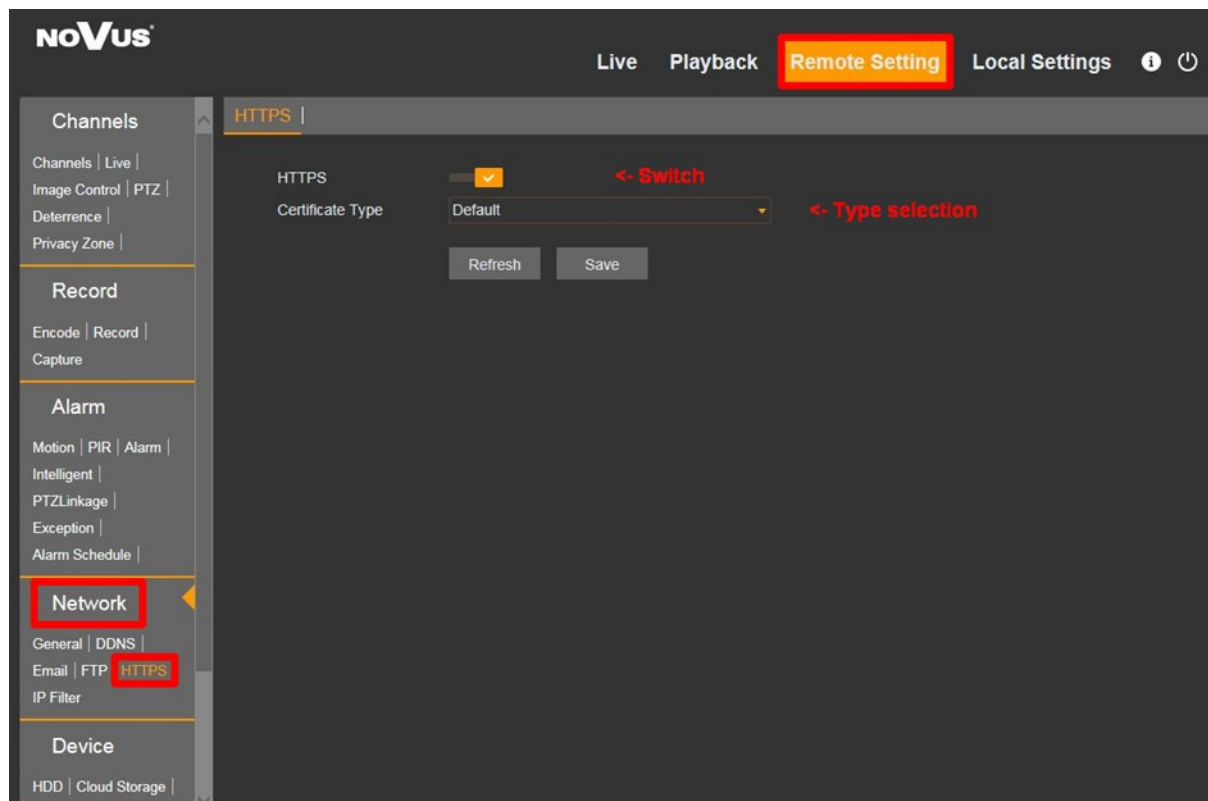 NOVUS
Live Playback Remote Setting Local Settings
Channels
Channels | Live |
Image Control | PTZ |
Deterrence |
Privacy Zone |
Record
Encode | Record |
Capture
Alarm
Motion | PIR | Alarm |
Intelligent |
PTZLinkage |
Exception |
Alarm Schedule |
Network
General | DDNS |
Email | FTP HTTPS
IP Filter
Device
HDD | Cloud Storage |
HTTPS |
HTTPS <- Switch
Certificate Type Default <- Type selection
Refresh Save